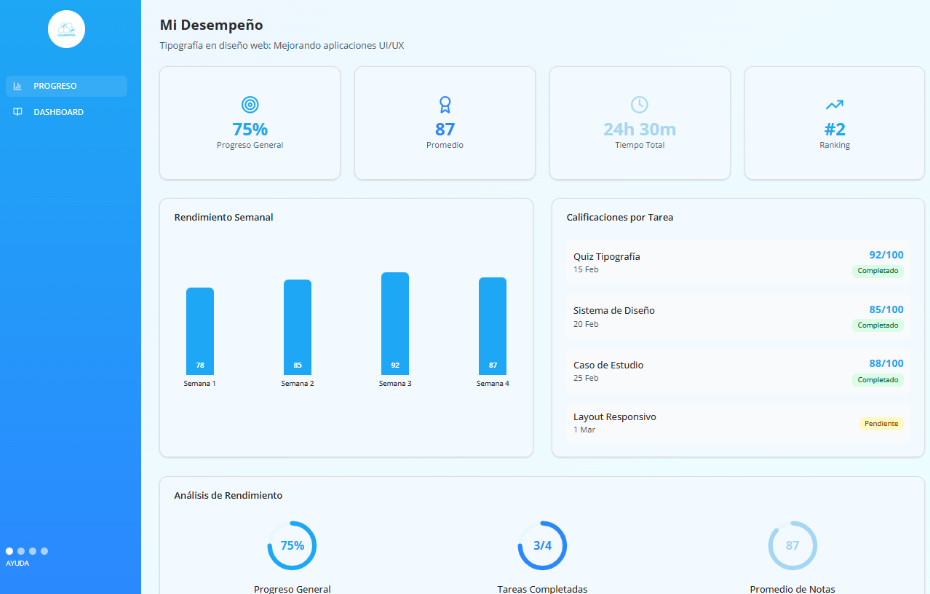 PROGRESO
DASHBOARD
AYUDA
Mi Desempeño
Tipografía en diseño web: Mejorando aplicaciones UI/UX
75%
Progreso General
87
Promedio
24h 30m
Tiempo Total
#2
Ranking
Rendimiento Semanal
78
85
92
87
Semana 1
Semana 2
Semana 3
Semana 4
Calificaciones por Tarea
Quiz Tipografía
92/100
15 Feb
Completado
Sistema de Diseño
85/100
20 Feb
Completado
Caso de Estudio
88/100
25 Feb
Completado
Layout Responsivo
1 Mar
Pendiente
Análisis de Rendimiento
75%
3/4
87
Progreso General
Tareas Completadas
Promedio de Notas